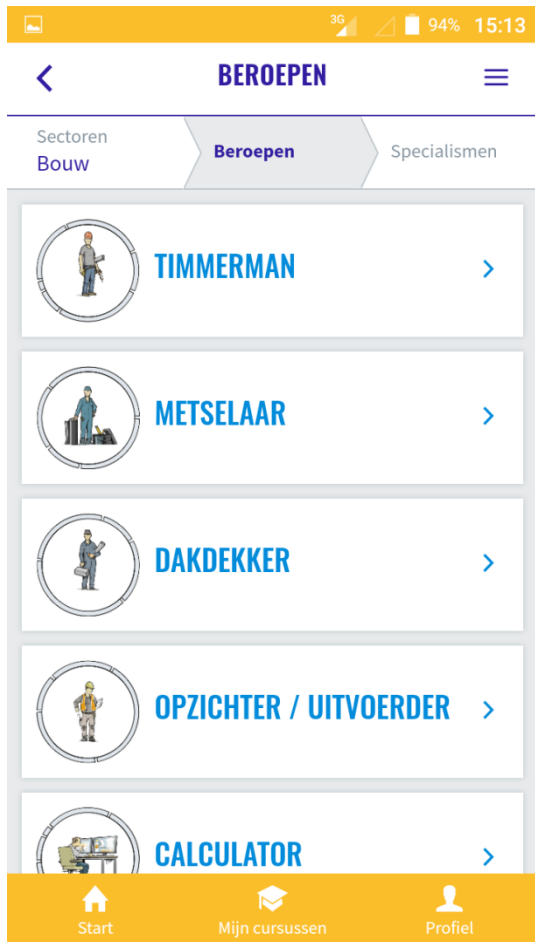 3G 94% 15:13
BEROEPEN
Sectoren
Bouw
Beroepen
Specialismen
TIMMERMAN
METSELAAR
DAKDEKKER
OPZICHTER / UITVOERDER
CALCULATOR
Start Mijn cursussen Profiel